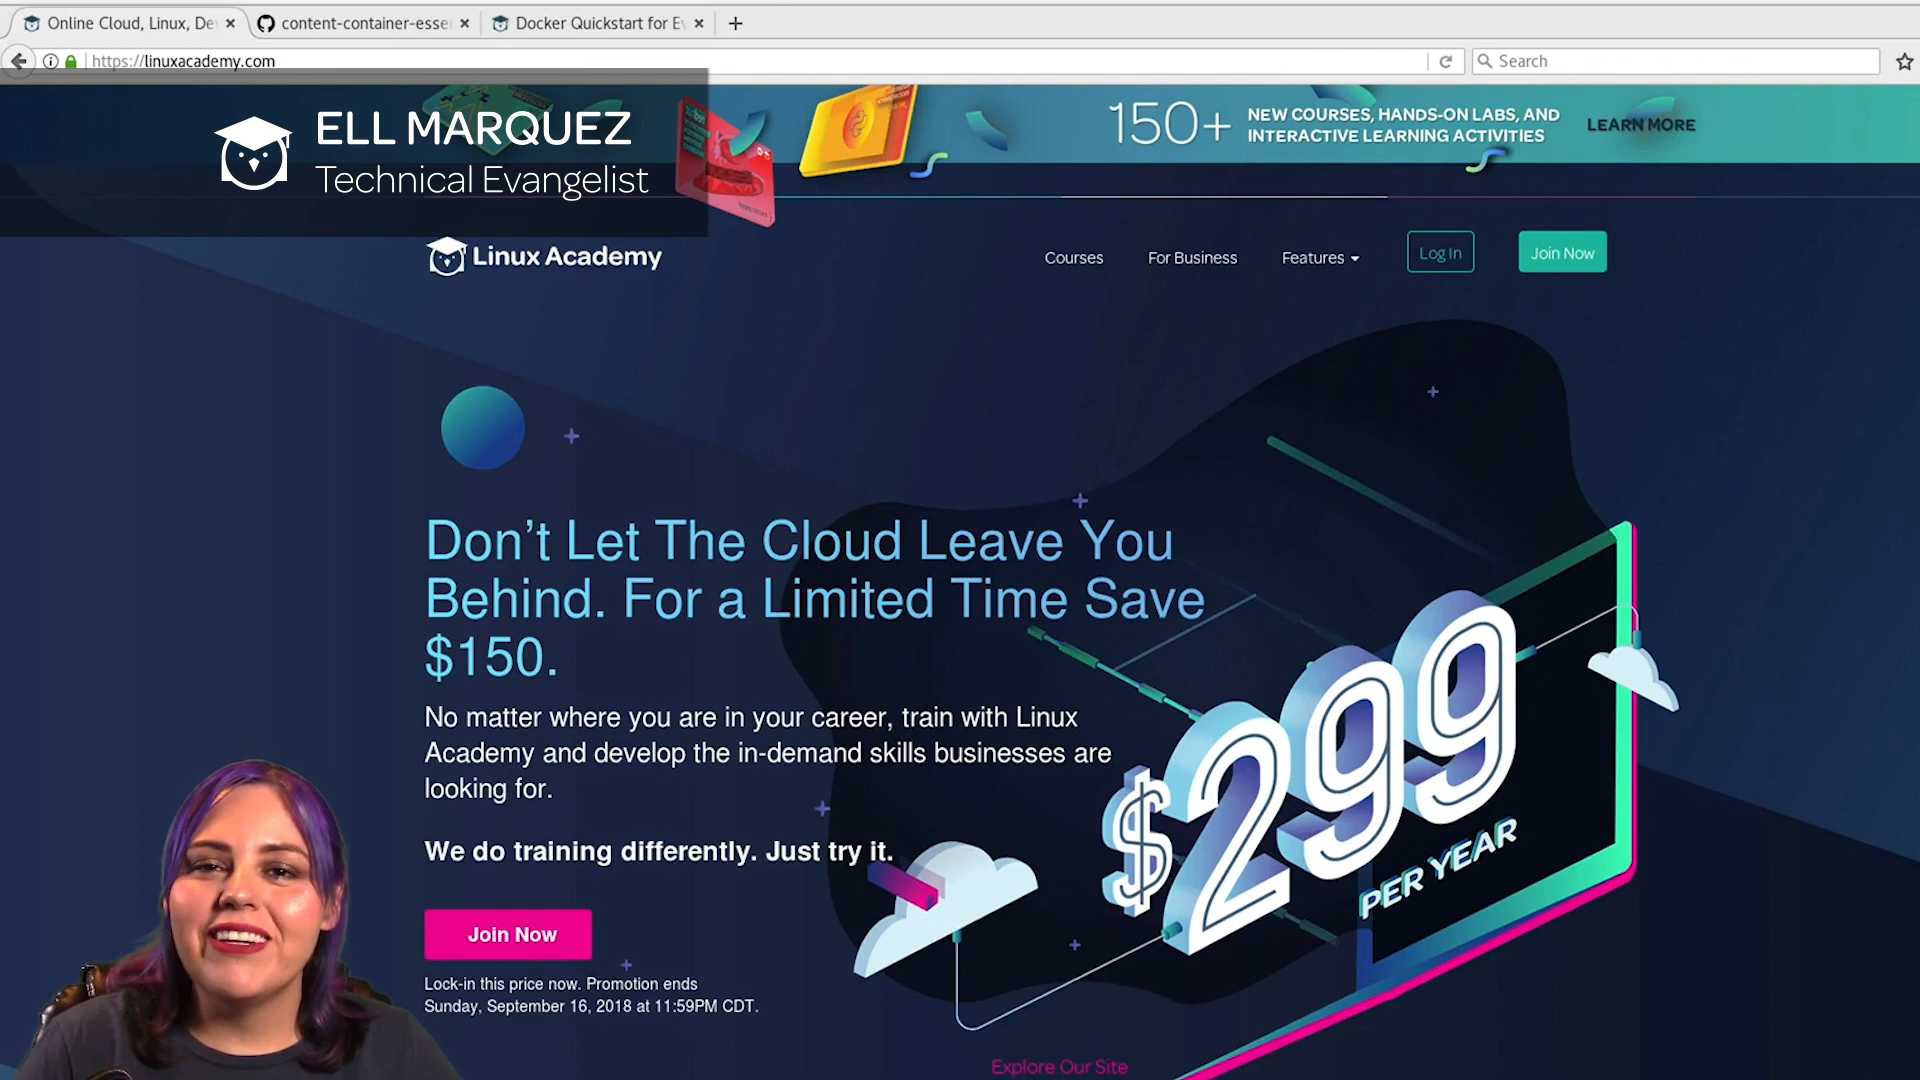 Online Cloud, Linux, De
content-container-esse
Docker Quickstart for Ev
https://linuxacademy.com
Search
ELL MARQUEZ
Technical Evangelist
150+
NEW COURSES, HANDS-ON LABS, AND
INTERACTIVE LEARNING ACTIVITIES
LEARN MORE
Linux Academy
Courses
For Business
Features
Log In
Join Now
Don’t Let The Cloud Leave You
Behind. For a Limited Time Save
$150.
No matter where you are in your career, train with Linux
Academy and develop the in-demand skills businesses are
looking for.
We do training differently. Just try it.
$299
PER YEAR
Join Now
Lock-in this price now. Promotion ends
Sunday, September 16, 2018 at 11:59PM CDT.
Explore Our Site